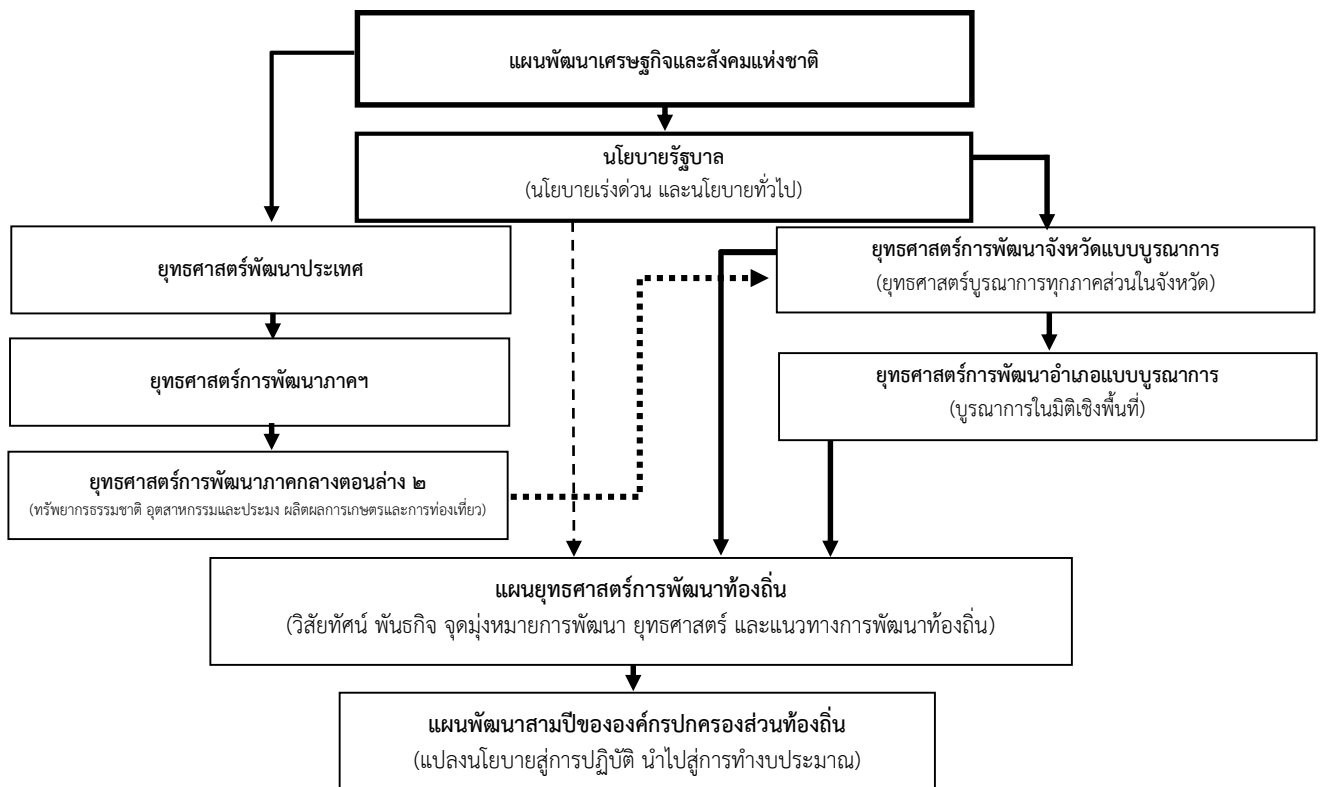 แผนพัฒนาเศรษฐกิจและสังคมแห่งชาติ
นโยบายรัฐบาล
(นโยบายเร่งด่วน และนโยบายทั่วไป)
ยุทธศาสตร์พัฒนาประเทศ
ยุทธศาสตร์การพัฒนาจังหวัดแบบบูรณาการ
(ยุทธศาสตร์บูรณาการทุกภาคส่วนในจังหวัด)
ยุทธศาสตร์การพัฒนาภาคฯ
ยุทธศาสตร์การพัฒนาอำเภอแบบบูรณาการ
(บูรณาการในมิติเชิงพื้นที่)
ยุทธศาสตร์การพัฒนาภาคกลางตอนล่าง ๒
(ทรัพยากรธรรมชาติ อุตสาหกรรมและประมง ผลิตผลการเกษตรและการท่องเที่ยว)
แผนยุทธศาสตร์การพัฒนาท้องถิ่น
(วิสัยทัศน์ พันธกิจ จุดมุ่งหมายการพัฒนา ยุทธศาสตร์ และแนวทางการพัฒนาท้องถิ่น)
แผนพัฒนาสามปีขององค์กรปกครองส่วนท้องถิ่น
(แปลงนโยบายสู่การปฏิบัติ นำไปสู่การทำงบประมาณ)